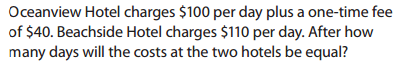 Oceanview Hotel charges $100 per day plus a one-time fee
of $40. Beachside Hotel charges $110 per day. After how
many days will the costs at the two hotels be equal?